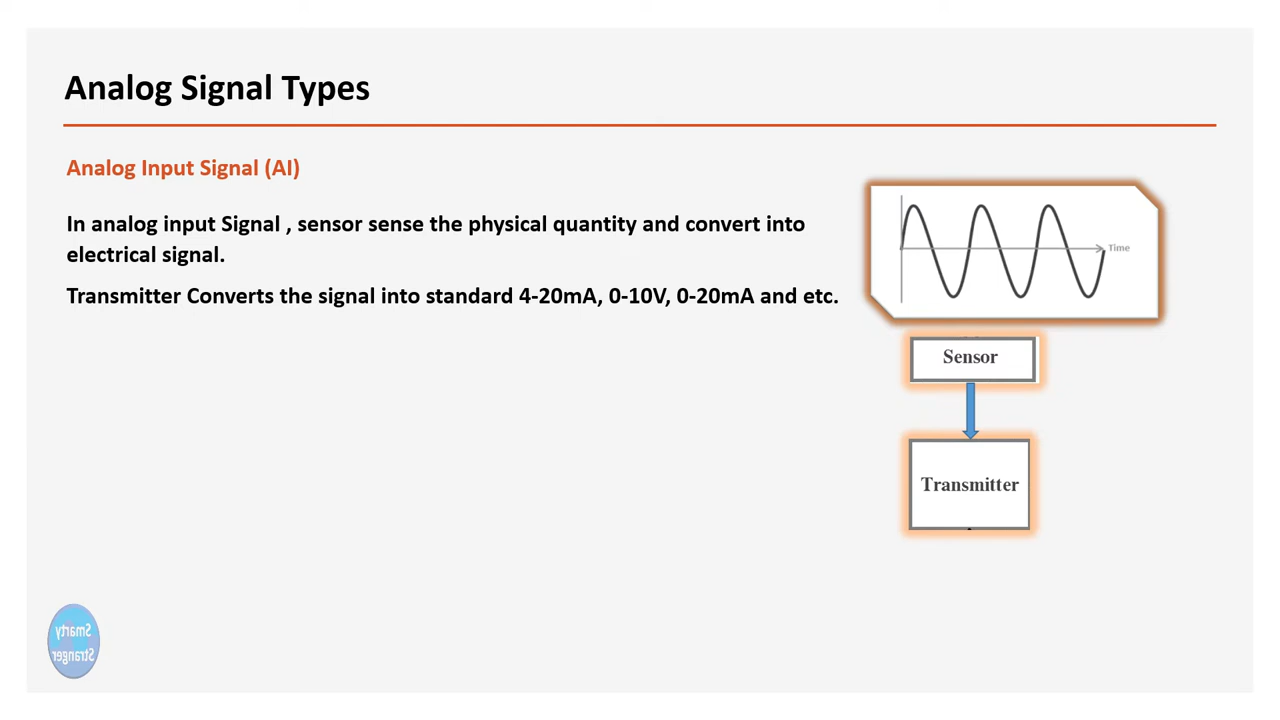 Analog Signal Types
Analog Input Signal (AI)
In analog input Signal , sensor sense the physical quantity and convert into
electrical signal.
Transmitter Converts the signal into standard 4-20mA, 0-10V, 0-20mA and etc.
Time
Sensor
Transmitter
Smarty
Stranger